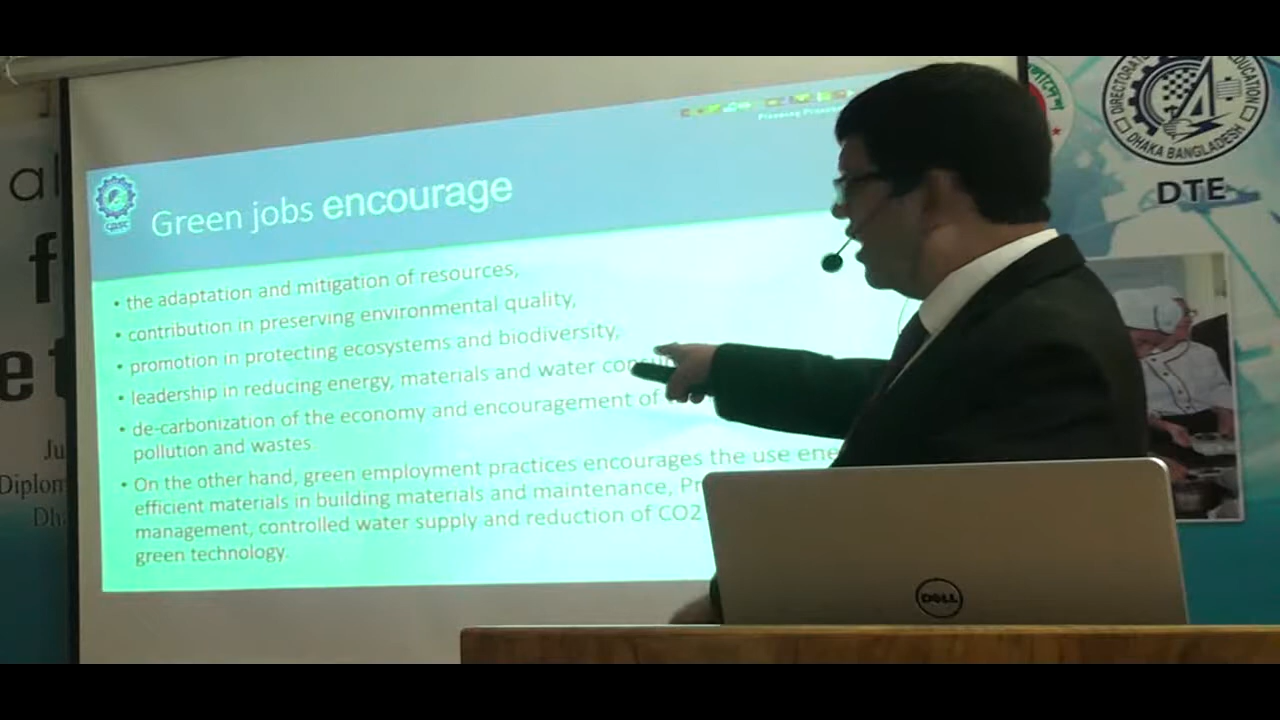 Green jobs encourage
• the adaptation and mitigation of resources,
• contribution in preserving environmental quality,
• promotion in protecting ecosystems and biodiversity,
• leadership in reducing energy, materials and water
• de-carbonization of the economy and encouragement of
pollution and wastes
• On the other hand, green employment practices encourages the use
efficient materials in building materials and maintenance,
management, controlled water supply and reduction of CO2
green technology.
DHAKA BANGLADESH
DTE
DELL